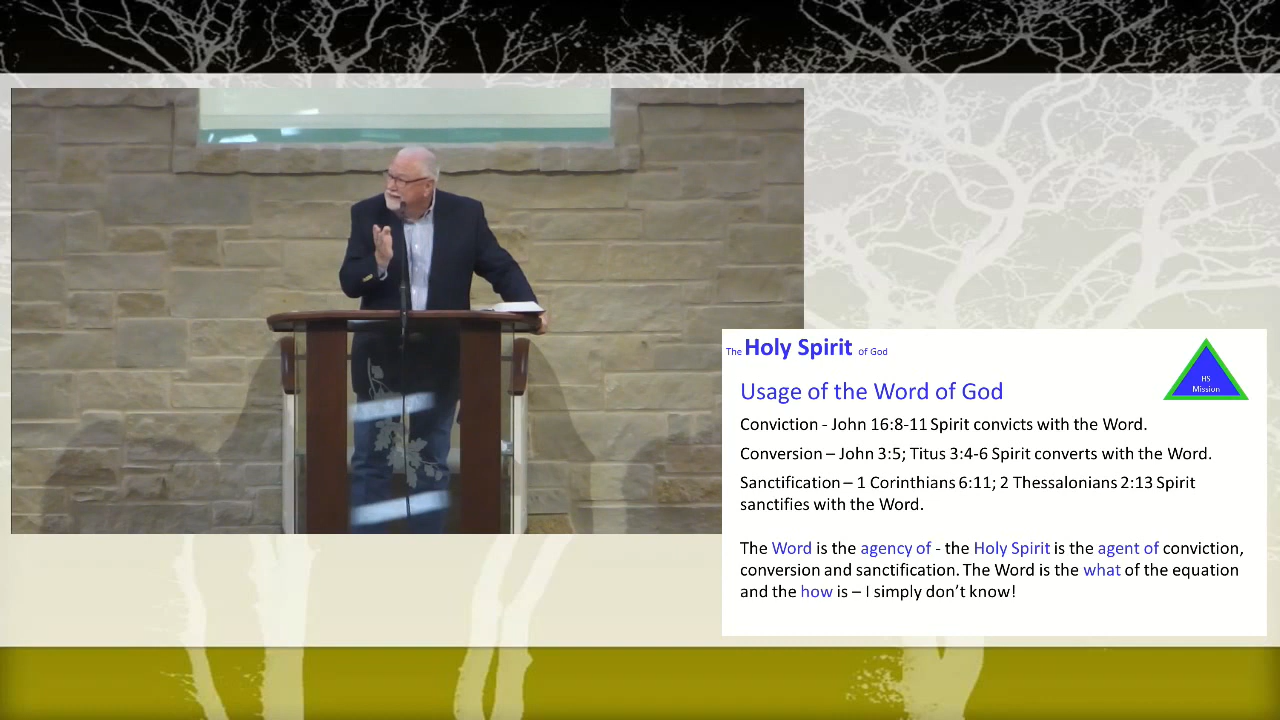 The Holy Spirit of God
HS
Mission
Usage of the Word of God
Conviction - John 16:8-11 Spirit convicts with the Word.
Conversion – John 3:5; Titus 3:4-6 Spirit converts with the Word.
Sanctification – 1 Corinthians 6:11; 2 Thessalonians 2:13 Spirit
sanctifies with the Word.
The Word is the agency of - the Holy Spirit is the agent of conviction,
conversion and sanctification. The Word is the what of the equation
and the how is – I simply don't know!